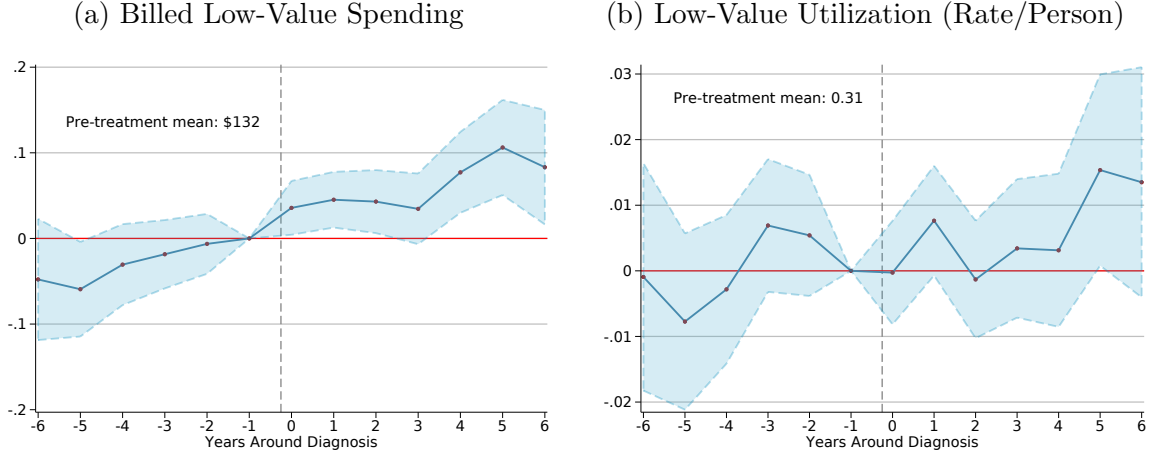 (a) Billed Low-Value Spending
.2
.1
0
-.1
-.2
Pre-treatment mean: $132
-6 -5 -4 -3 -2 -1 0 1 2 3 4 5 6
Years Around Diagnosis
(b) Low-Value Utilization (Rate/Person)
.03
.02
.01
0
-.01
-.02
Pre-treatment mean: 0.31
-6 -5 -4 -3 -2 -1 0 1 2 3 4 5 6
Years Around Diagnosis